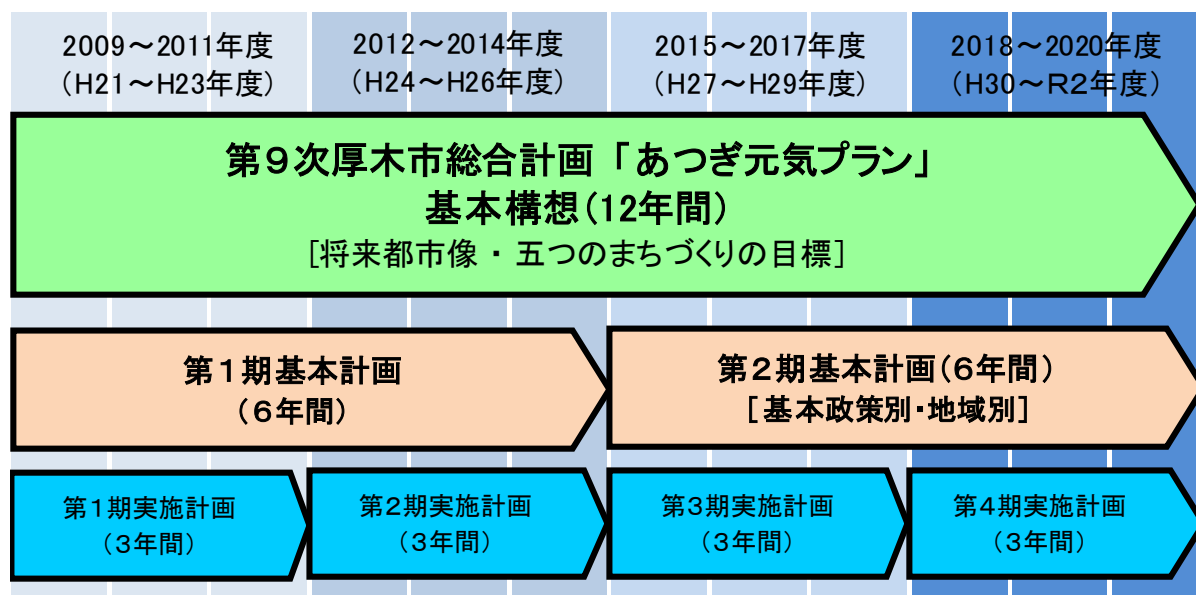 2009～2011年度
（H21～H23年度）
2012～2014年度
（H24～H26年度）
2015～2017年度
（H27～H29年度）
2018～2020年度
（H30～Ｒ２年度）
第９次厚木市総合計画「あつぎ元気プラン」
基本構想（12年間）
[将来都市像・五つのまちづくりの目標]
第１期基本計画
（６年間）
第２期基本計画（６年間）
[基本政策別・地域別]
第１期実施計画
（３年間）
第２期実施計画
（３年間）
第３期実施計画
（３年間）
第４期実施計画
（３年間）